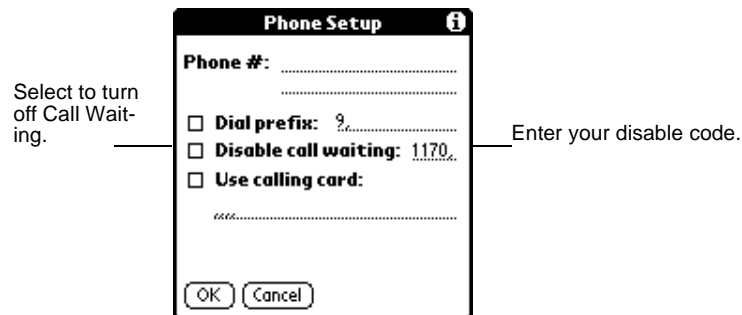 Phone Setup
Phone #:
Select to turn
off Call Wait-
ing.
Dial prefix: 9,
Disable call waiting: 1170,
Enter your disable code.
Use calling card:
,,,,
OK Cancel